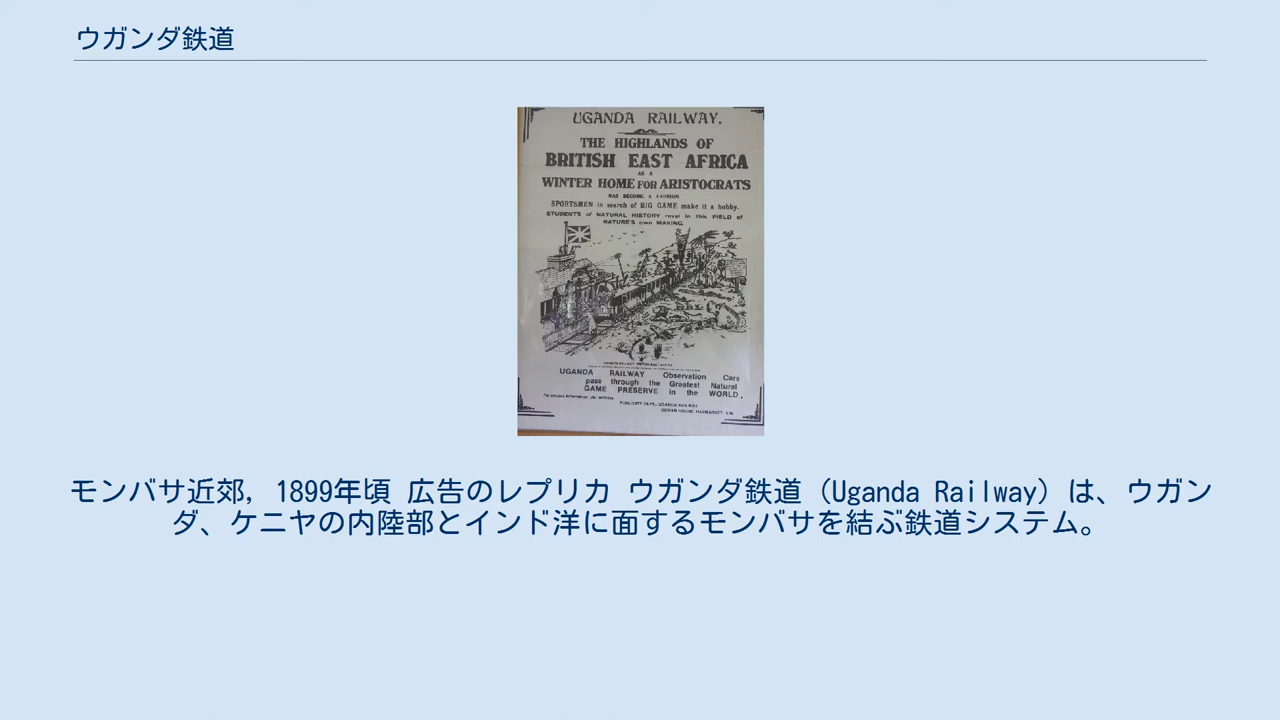 ウガンダ鉄道
UGANDA RAILWAY.
THE HIGHLANDS OF
BRITISH EAST AFRICA
AS A
WINTER HOME FOR ARISTOCRATS
HAS BECOME A FASHION
SPORTSMEN in search of BIG GAME make it a hobby.
STUDENTS of NATURAL HISTORY revel in this FIELD of
NATURE'S own MAKING.
UGANDA RAILWAY Observation Cars
pass through the Greatest Natural
GAME PRESERVE in the WORLD.
PUBLICITY DEPT., UGANDA RAILWAY
モンバサ近郊, 1899年頃 広告のレプリカ ウガンダ鉄道（Uganda Railway）は、ウガン
ダ、ケニヤの内陸部とインド洋に面するモンバサを結ぶ鉄道システム。